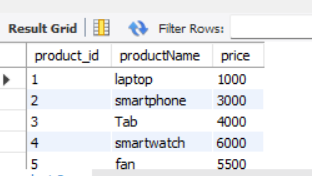 Result Grid Filter Rows:
product_id productName price
1 laptop 1000
2 smartphone 3000
3 Tab 4000
4 smartwatch 6000
5 fan 5500